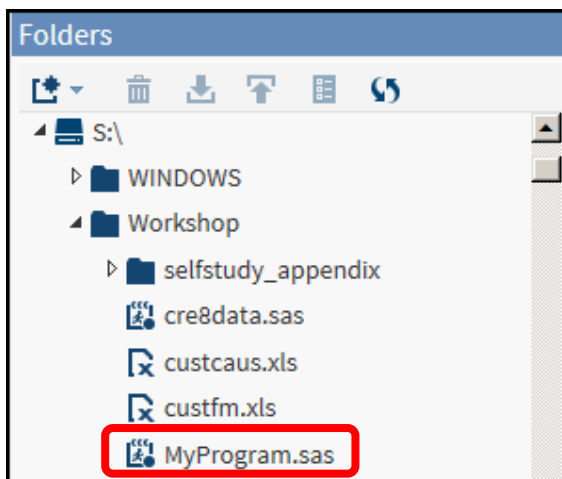 Folders
S:\
WINDOWS
Workshop
selfstudy_appendix
cre8data.sas
custcaus.xls
custfm.xls
MyProgram.sas